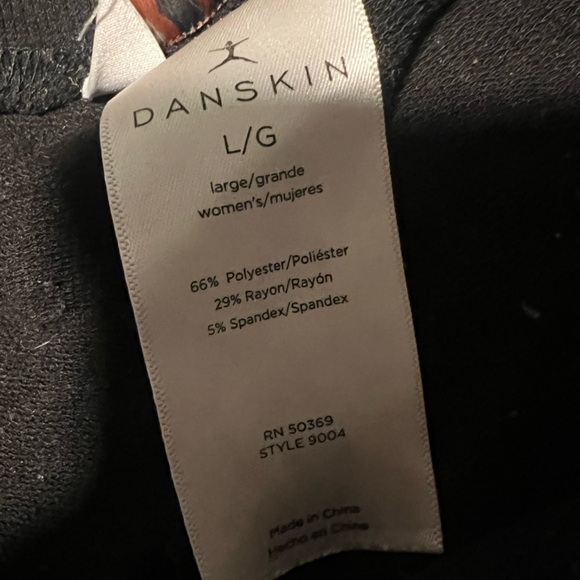 DANSKIN
L/G
large/grande
women's/mujeres
66% Polyester/Poliéster
29% Rayon/Rayón
5% Spandex/Spandex
RN 50369
STYLE 9004
Made in China
Hecho en China